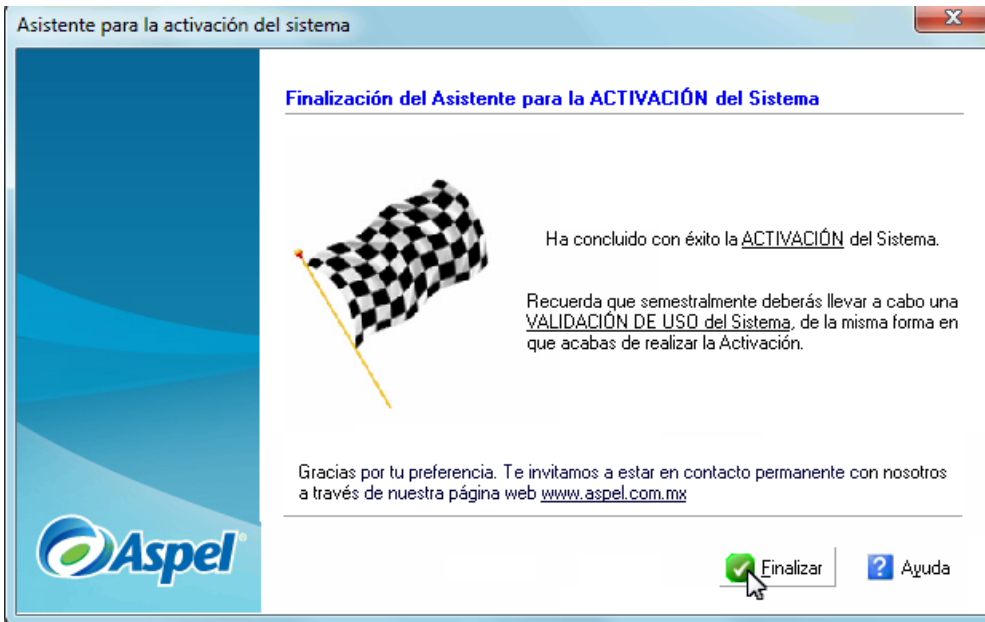 Asistente para la activación del sistema
Finalización del Asistente para la ACTIVACIÓN del Sistema
Ha concluido con éxito la ACTIVACIÓN del Sistema.
Recuerda que semestralmente deberás llevar a cabo una
VALIDACIÓN DE USO del Sistema, de la misma forma en
que acabas de realizar la Activación.
Gracias por tu preferencia. Te invitamos a estar en contacto permanente con nosotros
a través de nuestra página web www.aspel.com.mx
Aspel®
Finalizar
Ayuda